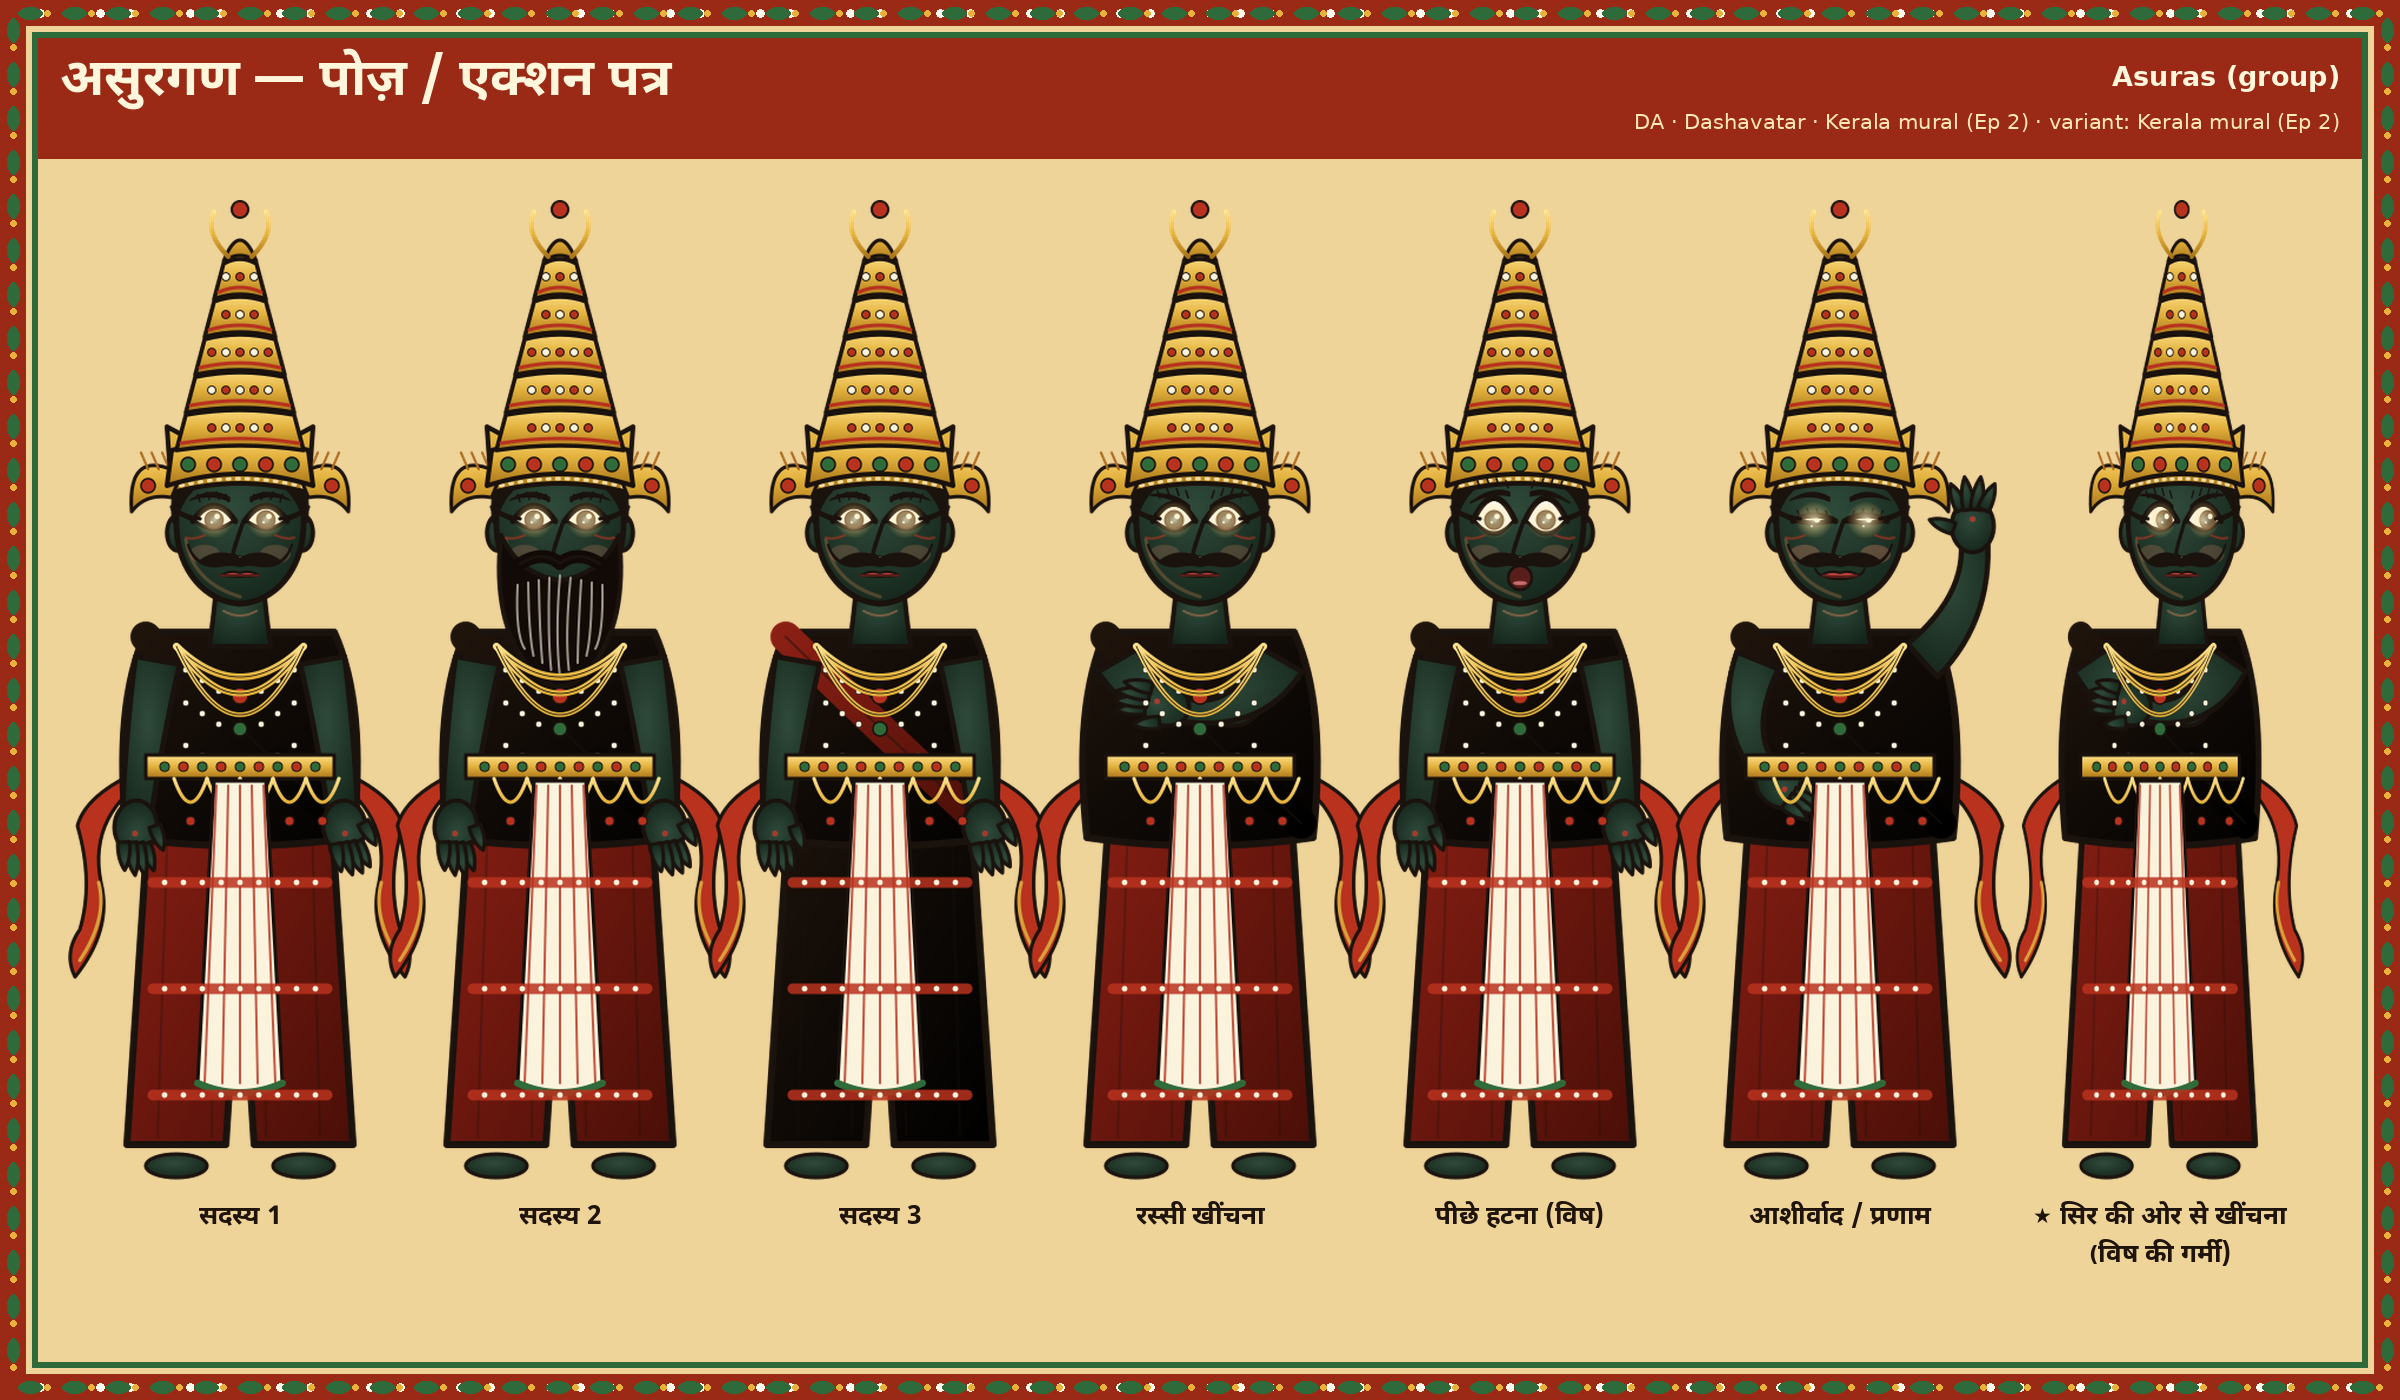 असुरगण — पोज़ / एक्शन पत्र
Asuras (group)
DA · Dashavatar · Kerala mural (Ep 2) · variant: Kerala mural (Ep 2)
सदस्य 1
सदस्य 2
सदस्य 3
रस्सी खींचना
पीछे हटना (विष)
आशीर्वाद / प्रणाम
★ सिर की ओर से खींचना
(विष की गर्मी)